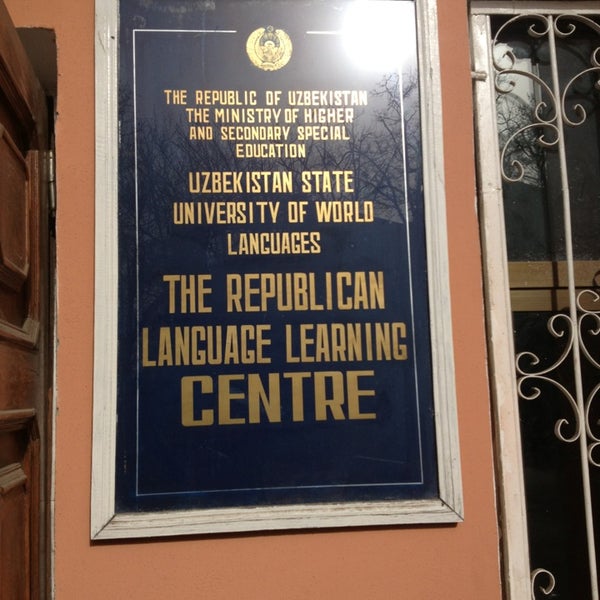 THE REPUBLIC OF UZBEKISTAN
THE MINISTRY OF HIGHER
AND SECONDARY SPECIAL
EDUCATION
UZBEKISTAN STATE
UNIVERSITY OF WORLD
LANGUAGES
THE REPUBLICAN
LANGUAGE LEARNING
CENTRE